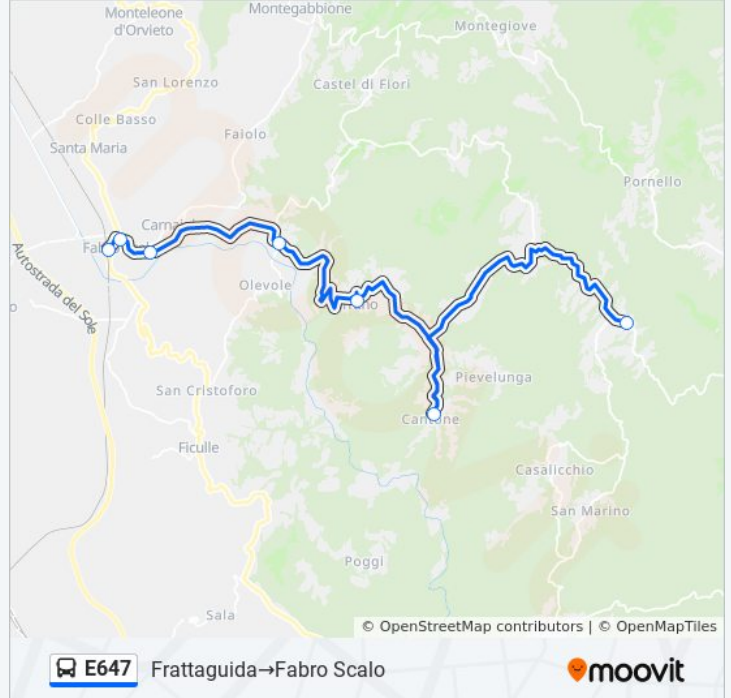 Monteleone
d'Orvieto
Montegabbione
Montegiove
San Lorenzo
Castel di Fiori
Colle Basso
Faiolo
Santa Maria
Pornello
Autostrada del Sole
Olevole
Pievelunga
San Cristoforo
Cantone
Ficulle
Casalicchio
San Marino
Poggi
Sala
© OpenStreetMap contributors | © OpenMapTiles
E647 Frattaguida→Fabro Scalo
moovit